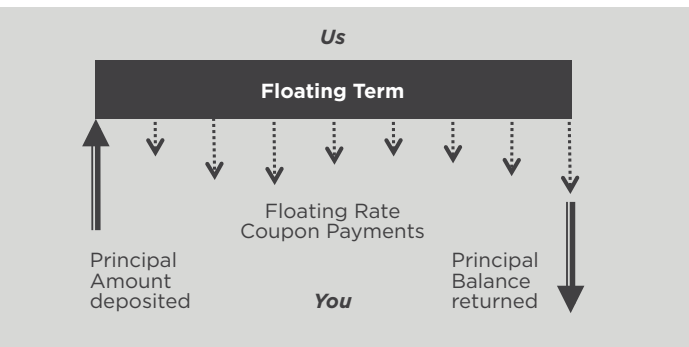 Us
Floating Term
Floating Rate
Coupon Payments
Principal
Amount
deposited
Principal
Balance
returned
You